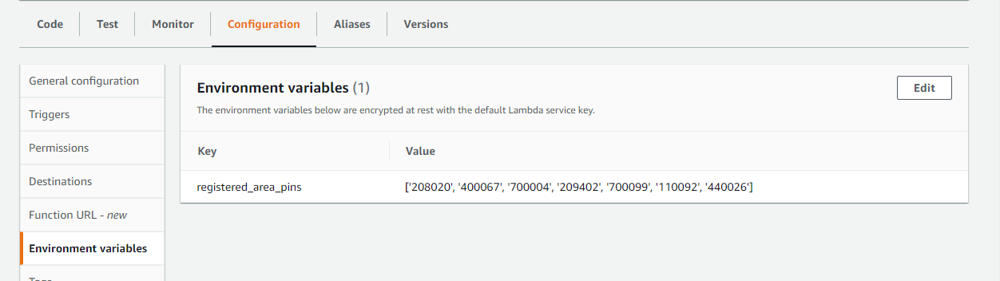 Code Test Monitor Configuration Aliases Versions
General configuration
Triggers
Permissions
Destinations
Function URL - new
Environment variables
Tags
Environment variables (1)
Edit
The environment variables below are encrypted at rest with the default Lambda service key.
Key Value
registered_area_pins ['208020', '400067', '700004', '209402', '700099', '110092', '440026']